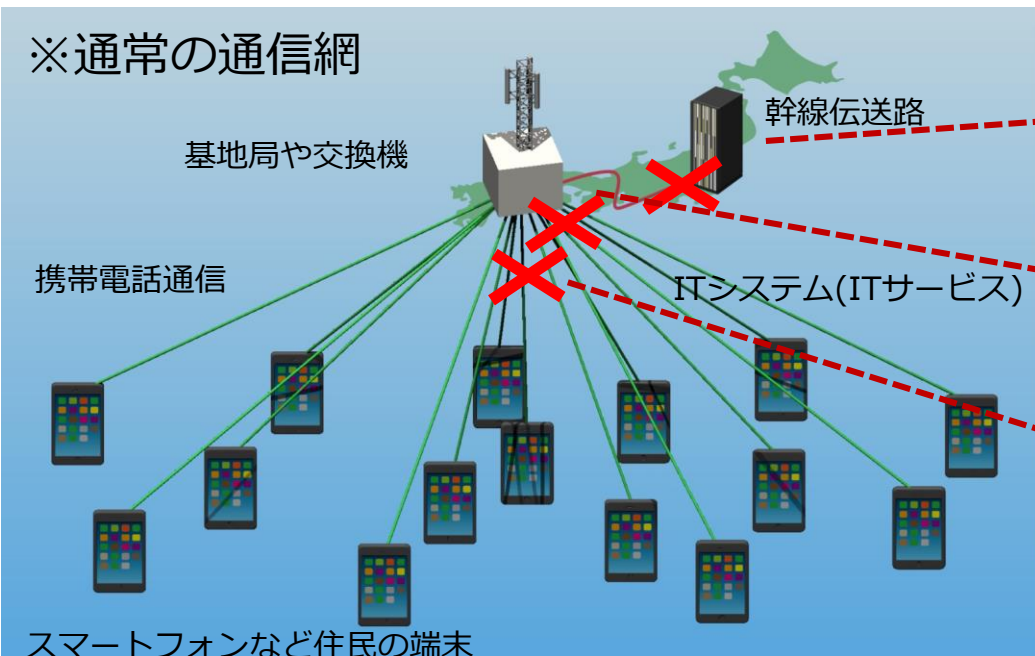 ※通常の通信網
幹線伝送路
基地局や交換機
携帯電話通信
ITシステム(ITサービス)
スマートフォンなど住民の端末